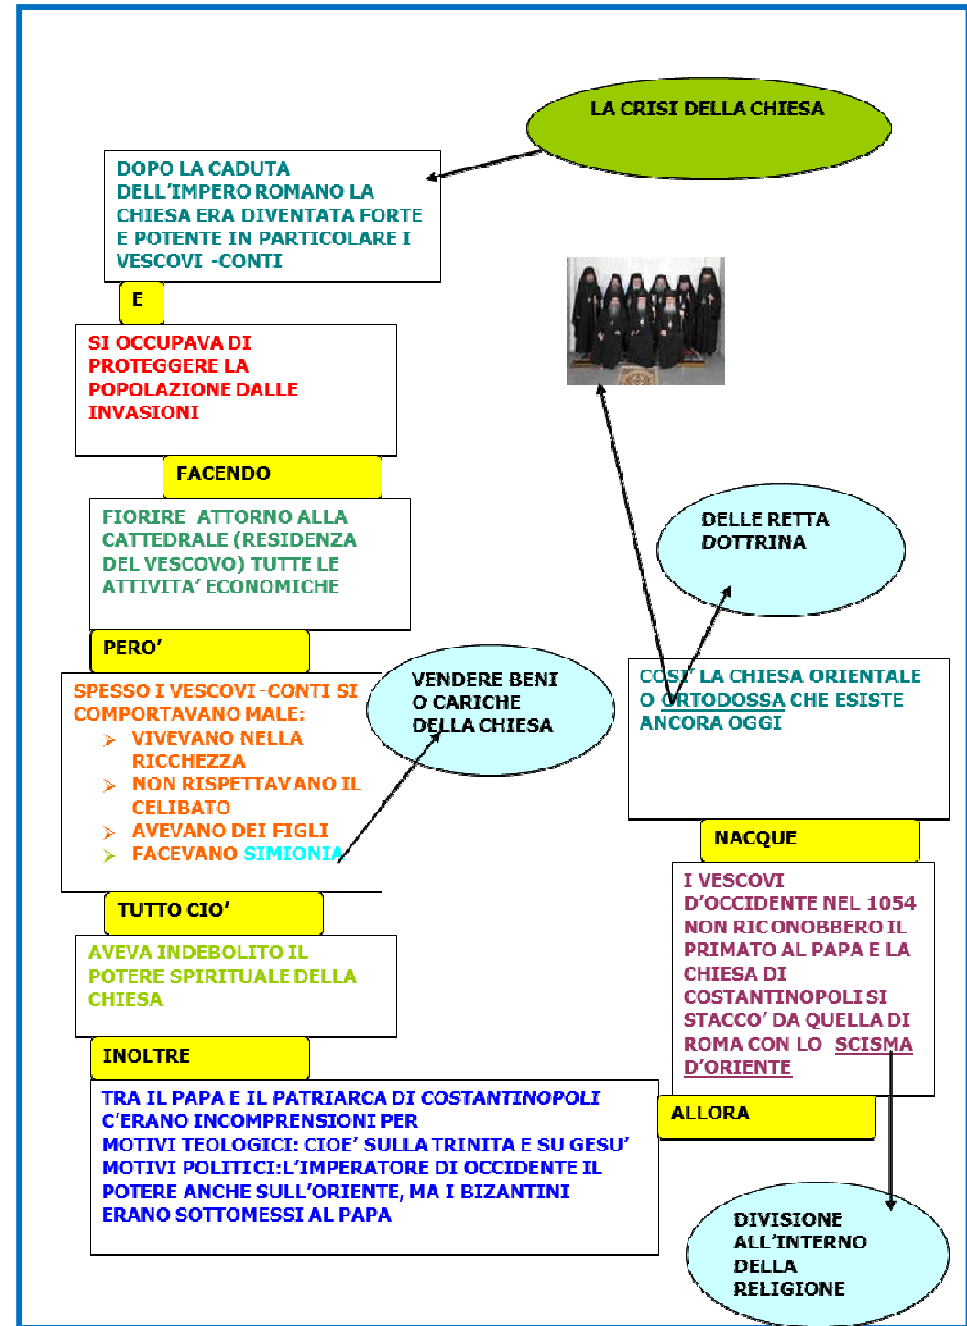 LA CRISI DELLA CHIESA
DOPO LA CADUTA
DELL'IMPERO ROMANO LA
CHIESA ERA DIVENTATA FORTE
E POTENTE IN PARTICOLARE I
VESCOVI -CONTI
E
SI OCCUPAVA DI
PROTEGGERE LA
POPOLAZIONE DALLE
INVASIONI
FACENDO
FIORIRE ATTORNO ALLA
CATTEDRALE (RESIDENZA
DEL VESCOVO) TUTTE LE
ATTIVITA' ECONOMICHE
PERO'
SPESSO I VESCOVI -CONTI SI
COMPORTAVANO MALE:
VIVEVANO NELLA
RICCHEZZA
NON RISPETTAVANO IL
CELIBATO
AVEVANO DEI FIGLI
FACEVANO SIMIONIA
VENDERE BENI
O CARICHE
DELLA CHIESA
TUTTO CIO'
AVEVA INDEBOLITO IL
POTERE SPIRITUALE DELLA
CHIESA
INOLTRE
TRA IL PAPA E IL PATRIARCA DI COSTANTINOPOLI
C'ERANO INCOMPRENSIONI PER
MOTIVI TEOLOGICI: CIOE' SULLA TRINITA E SU GESU'
MOTIVI POLITICI:L'IMPERATORE DI OCCIDENTE IL
POTERE ANCHE SULL'ORIENTE, MA I BIZANTINI
ERANO SOTTOMESSI AL PAPA
ALLORA
I VESCOVI
D'OCCIDENTE NEL 1054
NON RICONOBBERO IL
PRIMATO AL PAPA E LA
CHIESA DI
COSTANTINOPOLI SI
STACCO' DA QUELLA DI
ROMA CON LO SCISMA
D'ORIENTE
DIVISIONE
ALL'INTERNO
DELLA
RELIGIONE
NACQUE
COSI' LA CHIESA ORIENTALE
O ORTODOSSA CHE ESISTE
ANCORA OGGI
DELLE RETTA
DOTTRINA